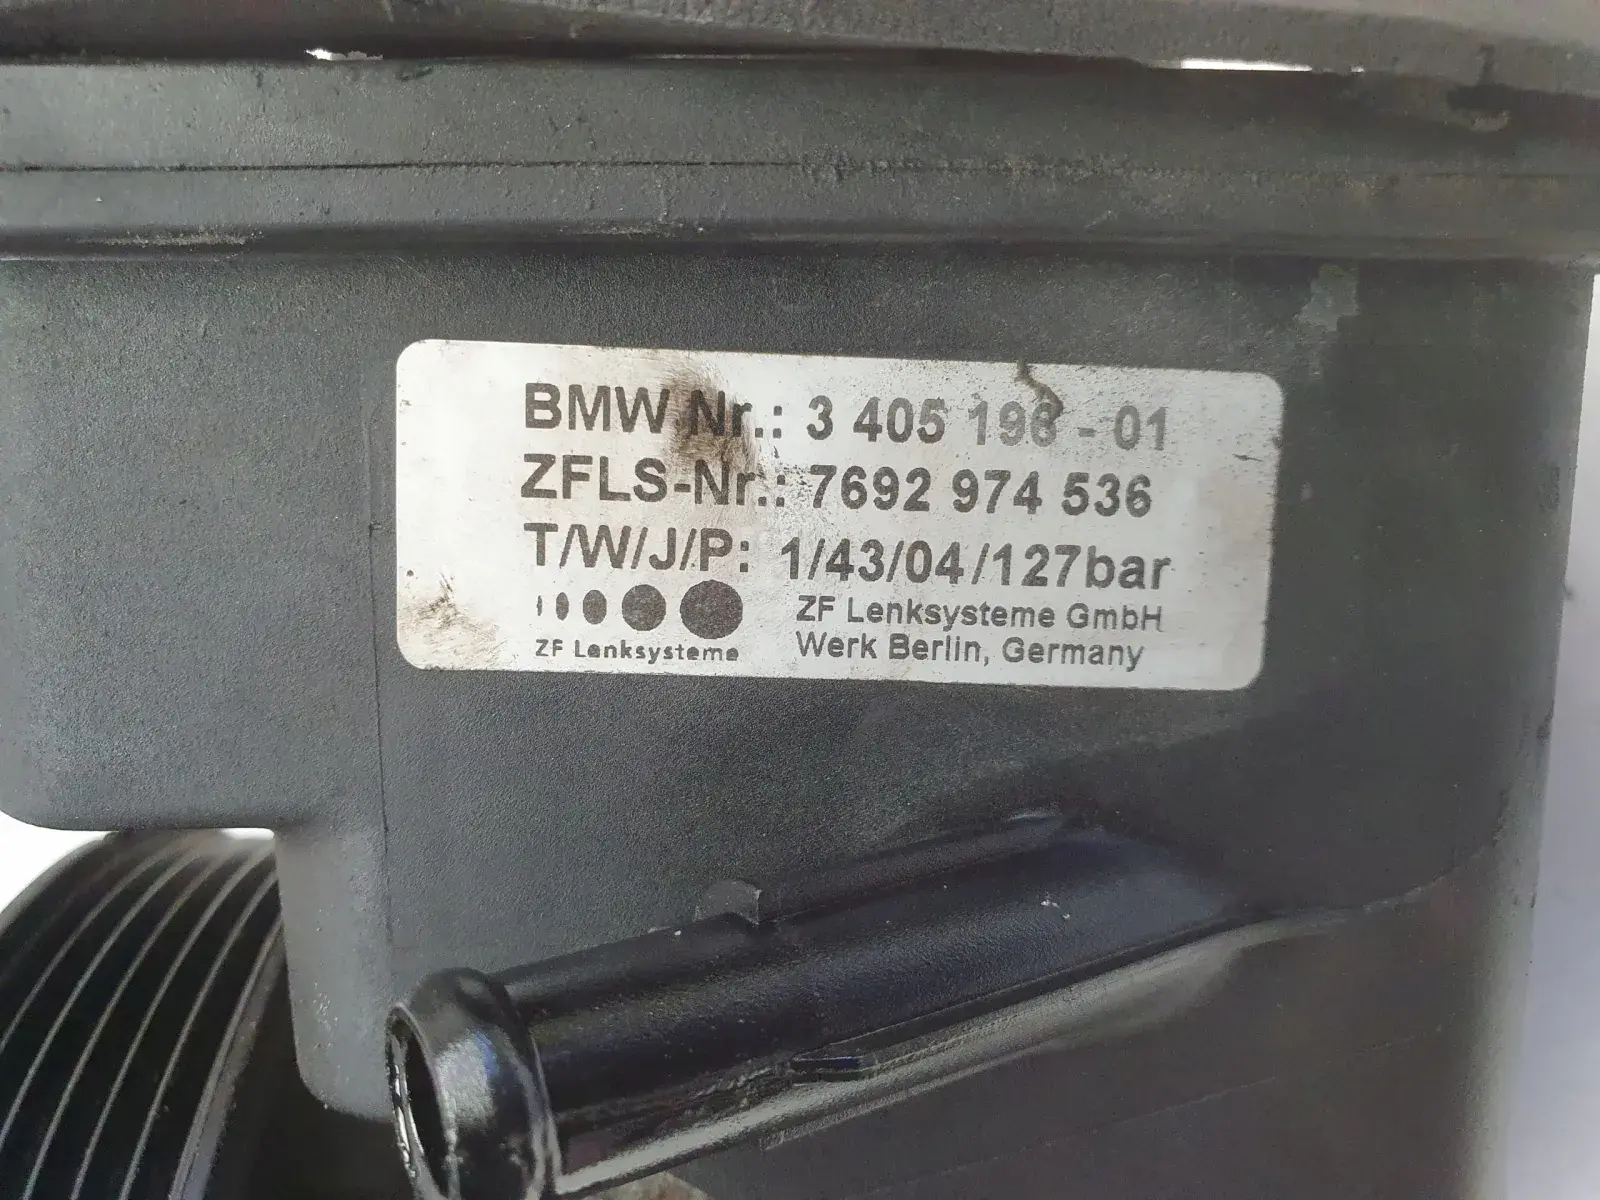 BMW Nr.: 3 405 196 - 01
ZFLS-Nr.: 7692 974 536
T/W/J/P: 1/43/04/127bar
ZF Lenksysteme GmbH
Werk Berlin, Germany
ZF Lenksysteme